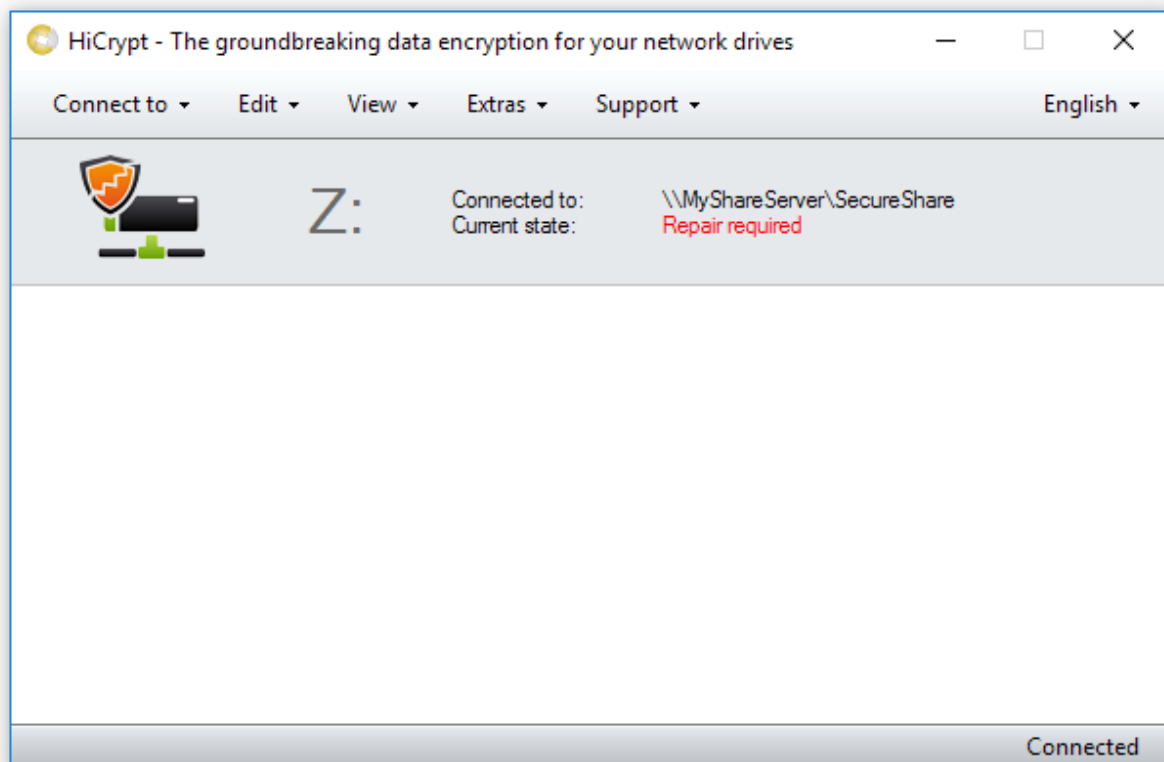 HiCrypt - The groundbreaking data encryption for your network drives
Connect to Edit View Extras Support English
Z: Connected to: \\MyShareServer\SecureShare
Current state: Repair required
Connected